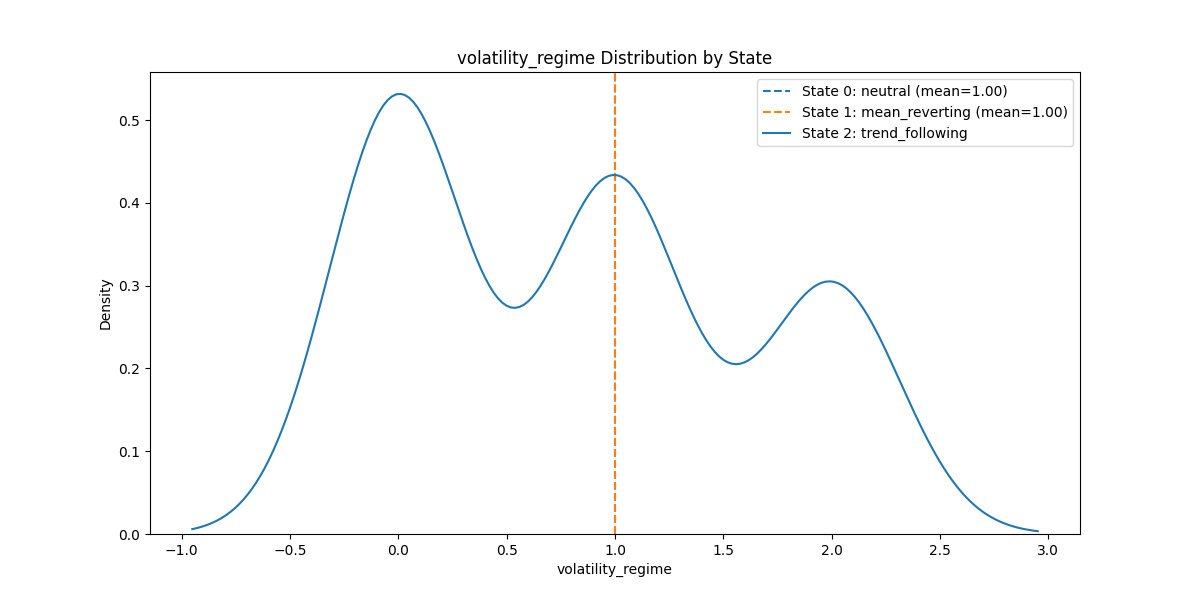 volatility_regime Distribution by State
State 0: neutral (mean=1.00)
State 1: mean_reverting (mean=1.00)
State 2: trend_following
Density
0.5
0.4
0.3
0.2
0.1
0.0
−1.0 −0.5 0.0 0.5 1.0 1.5 2.0 2.5 3.0
volatility_regime